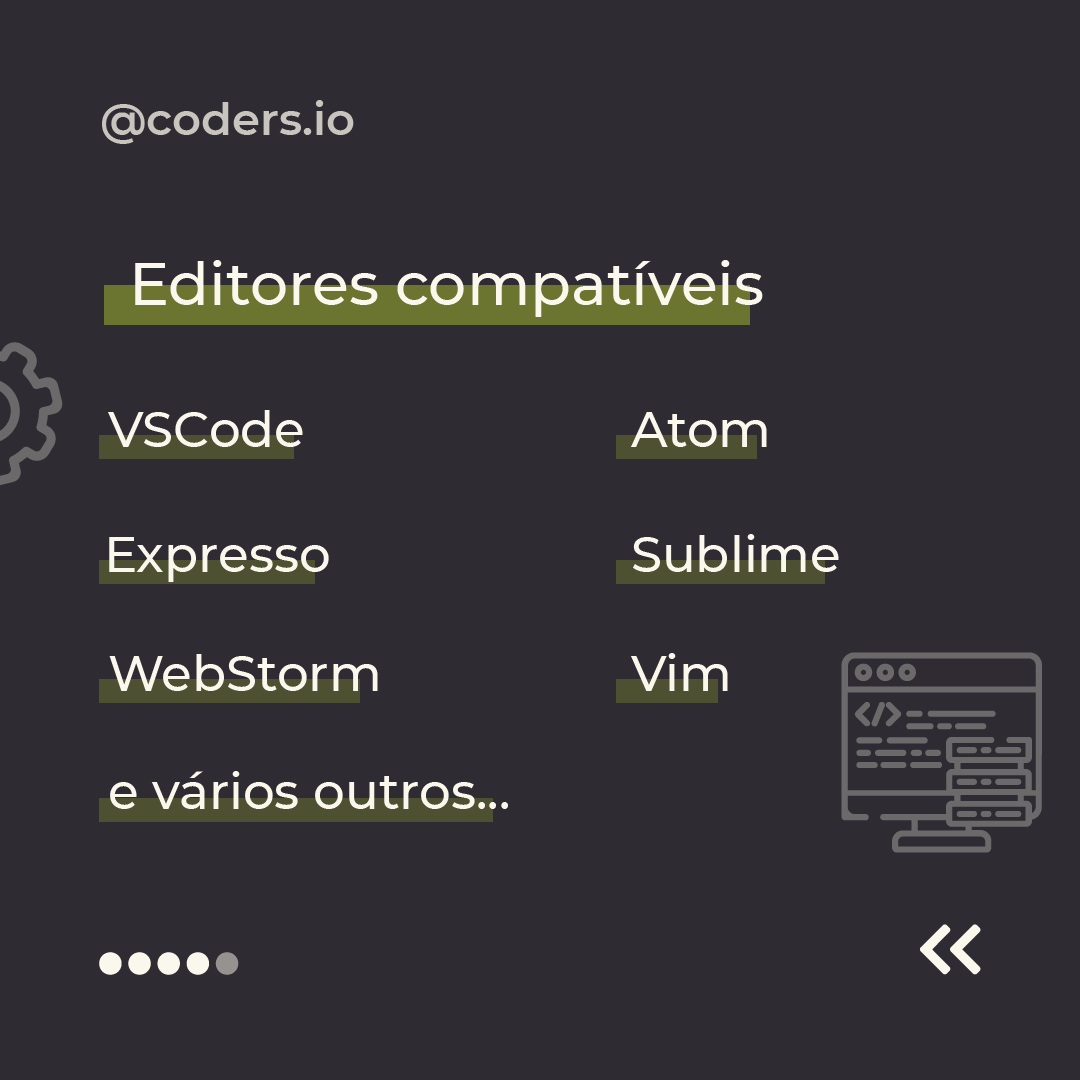 @coders.io
Editores compatíveis
VSCode
Atom
Expresso
Sublime
WebStorm
Vim
e vários outros...